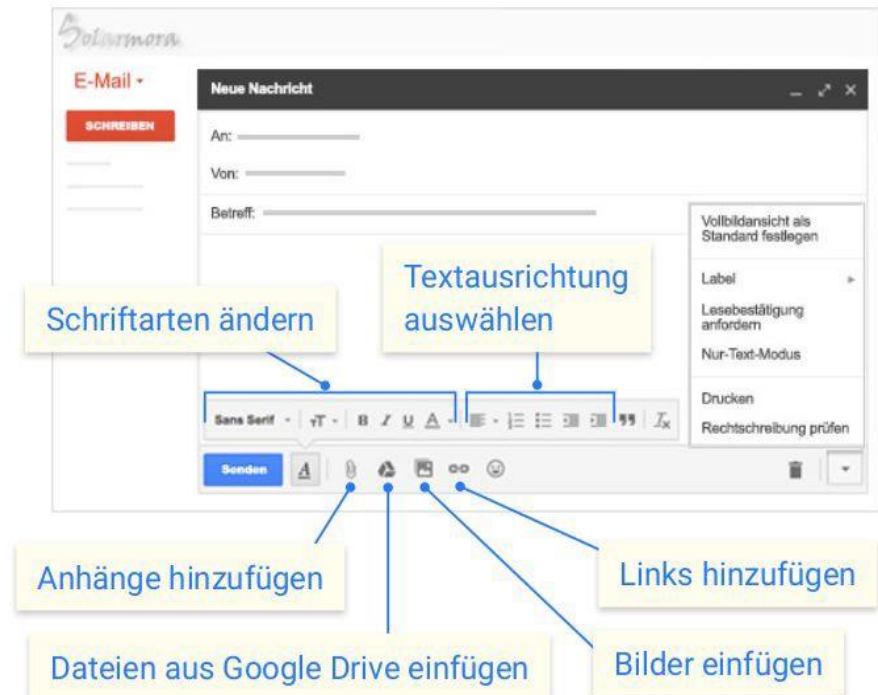 Solarmora
E-Mail
Neue Nachricht
SCHREIBEN
An:
Von:
Betreff:
Vollbildansicht als
Standard festlegen
Label
Lesebestätigung
anfordern
Nur-Text-Modus
Drucken
Rechtschreibung prüfen
Textausrichtung
auswählen
Schriftarten ändern
Sans Serif
Senden
Anhänge hinzufügen
Links hinzufügen
Dateien aus Google Drive einfügen
Bilder einfügen